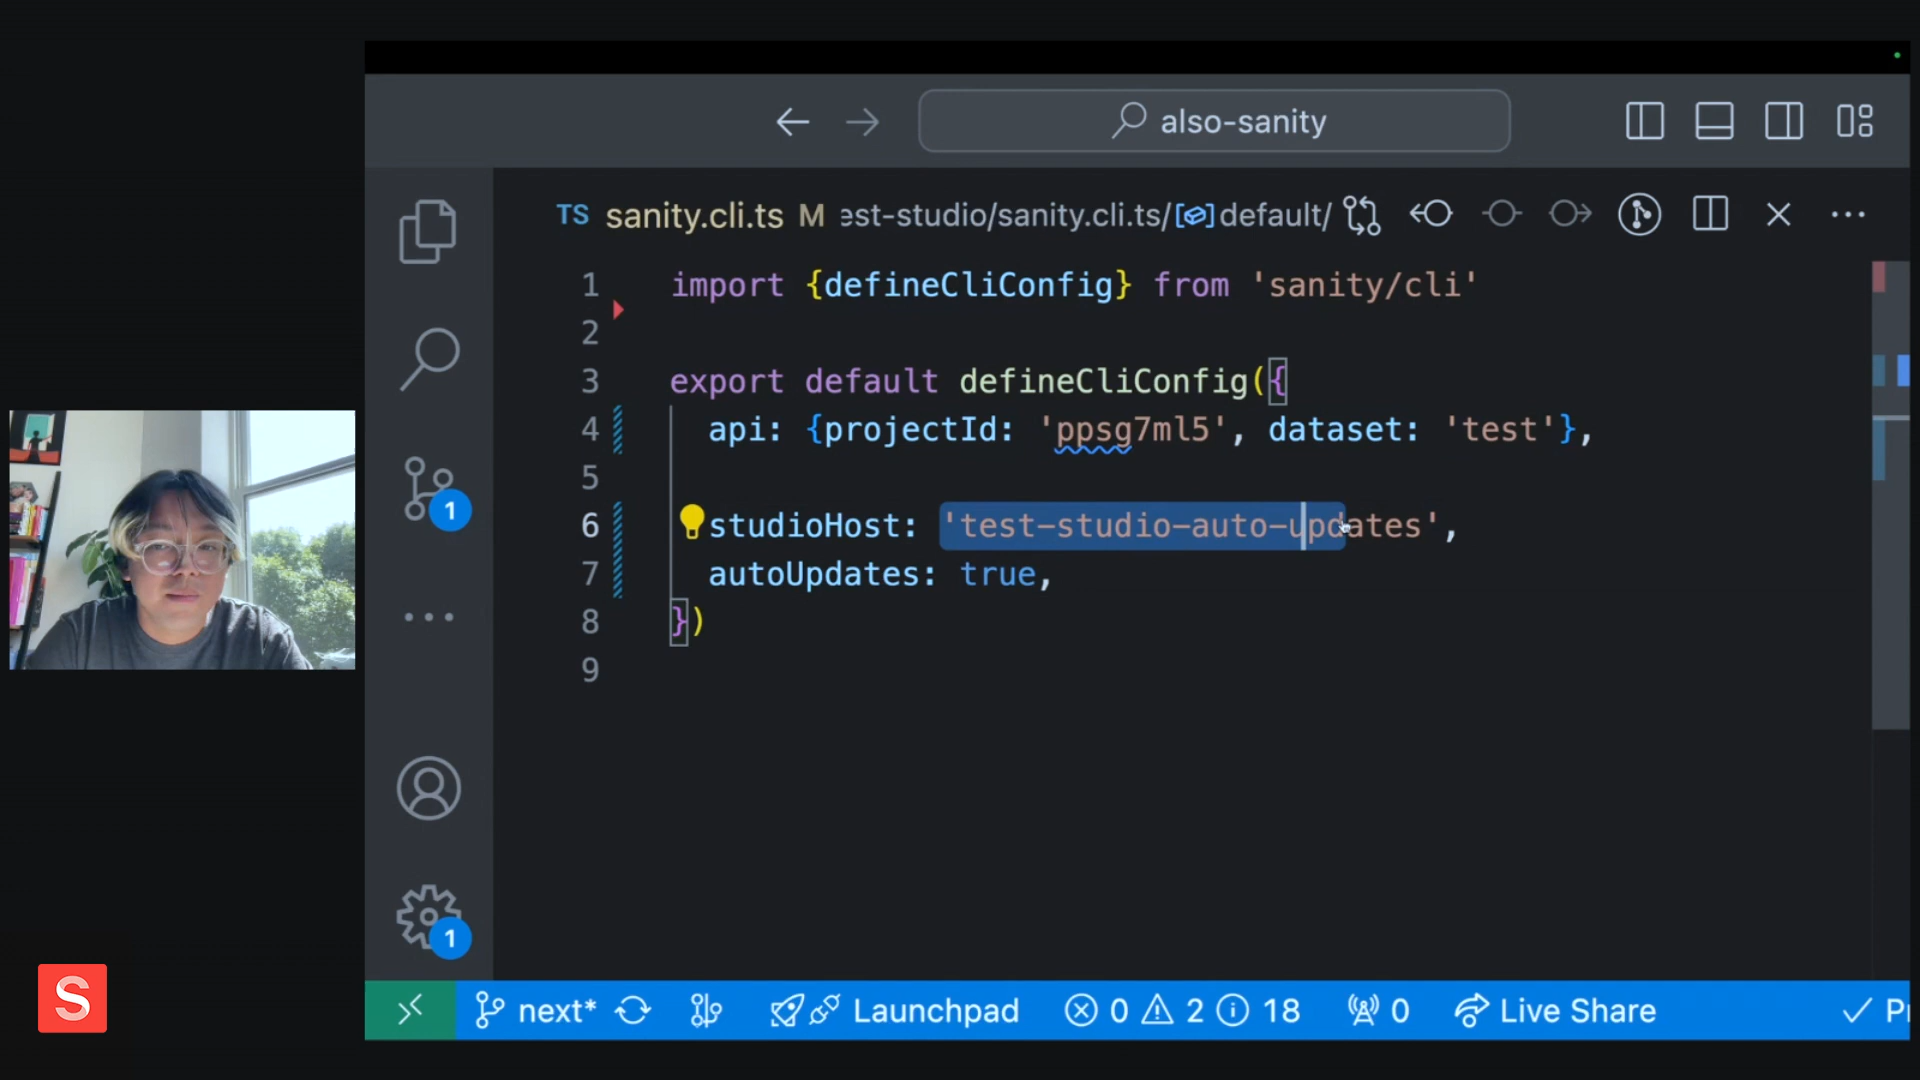 also-sanity
TS sanity.cli.ts M est-studio/sanity.cli.ts/ default/
1 import {defineCliConfig} from 'sanity/cli'
2
3 export default defineCliConfig({
4 api: {projectId: 'ppsg7ml5', dataset: 'test'},
5
6 studioHost: 'test-studio-auto-updates',
7 autoUpdates: true,
8 })
9
1
1
S
next* Launchpad 0 2 18 0 Live Share